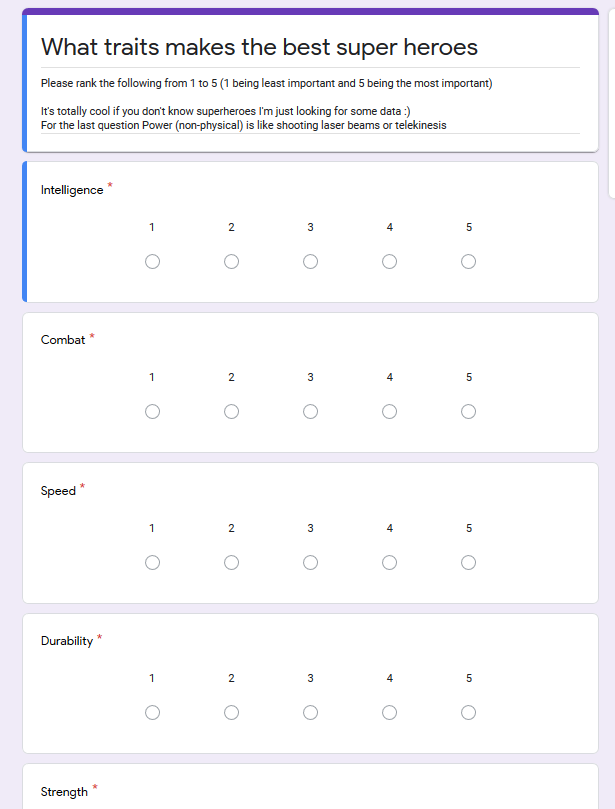 What traits makes the best super heroes
Please rank the following from 1 to 5 (1 being least important and 5 being the most important)
It's totally cool if you don't know superheroes I'm just looking for some data :)
For the last question Power (non-physical) is like shooting laser beams or telekinesis
Intelligence *
1 2 3 4 5
Combat *
1 2 3 4 5
Speed *
1 2 3 4 5
Durability *
1 2 3 4 5
Strength *